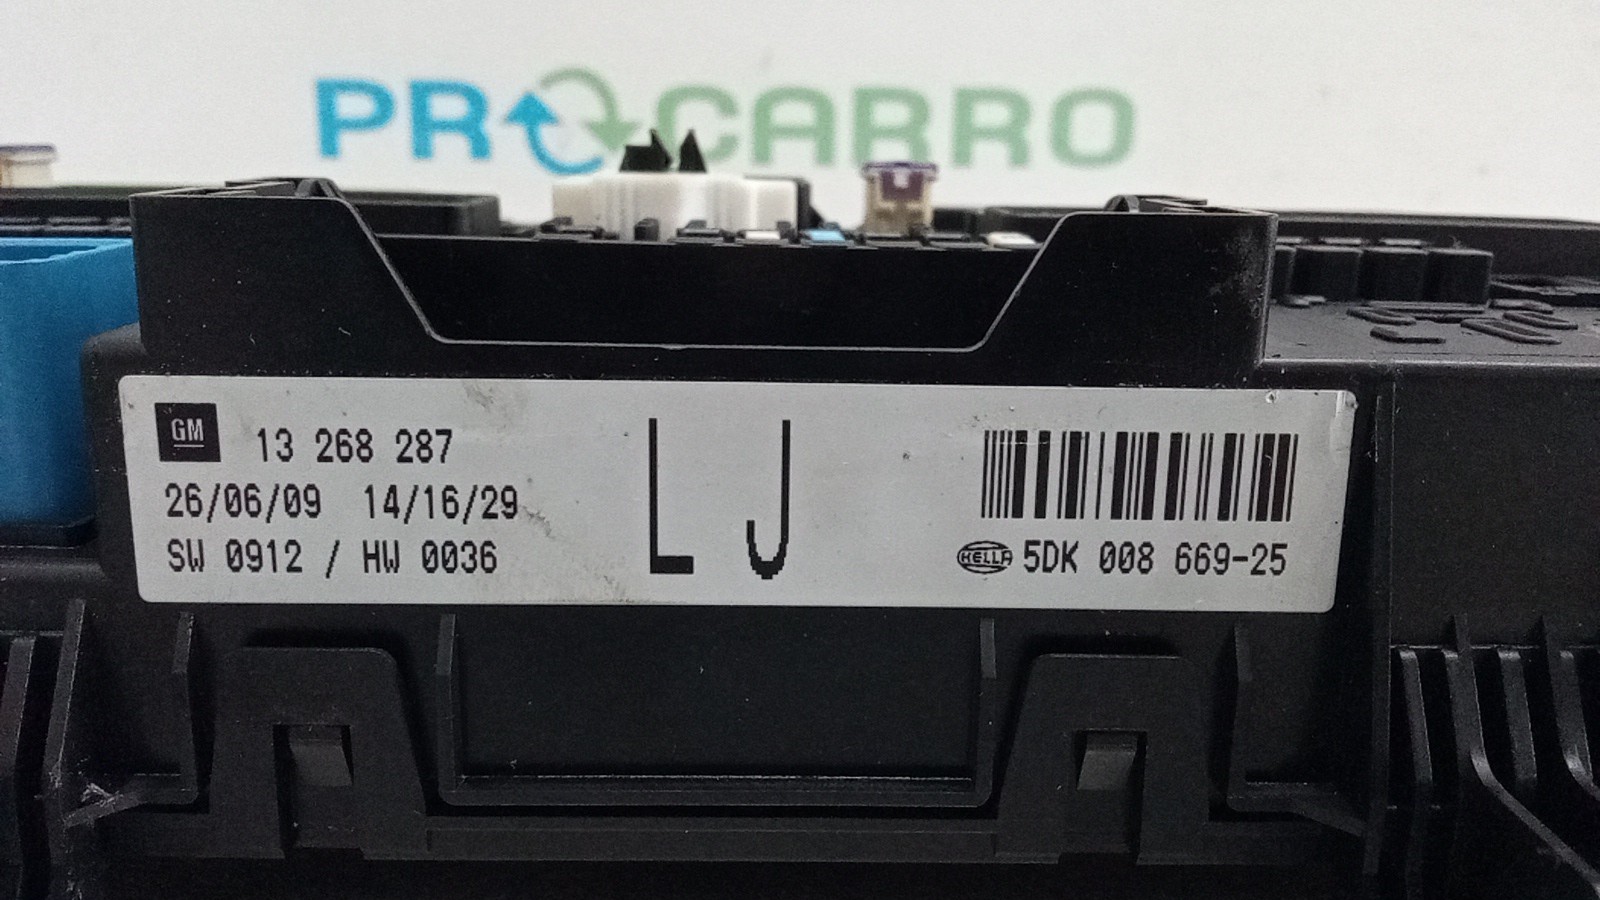 PROCARRO
GM 13 268 287
26/06/09 14/16/29
SW 0912 / HW 0036
LJ
HELLA 5DK 008 669-25